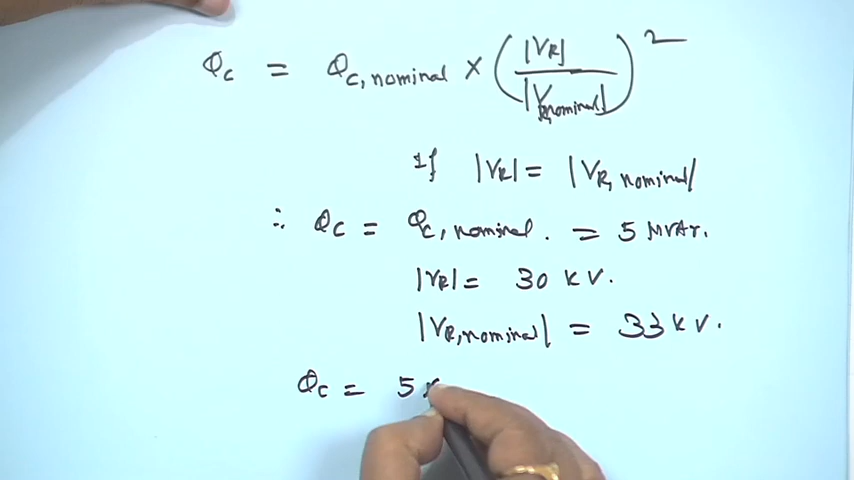 Qc = Qc, nominal × (|VR| / |VR, nominal|)²
If |VR| = |VR, nominal|
∴ Qc = Qc, nominal. = 5 MVAr.
|VR| = 30 KV.
|VR, nominal| = 33 KV.
Qc = 5 ×